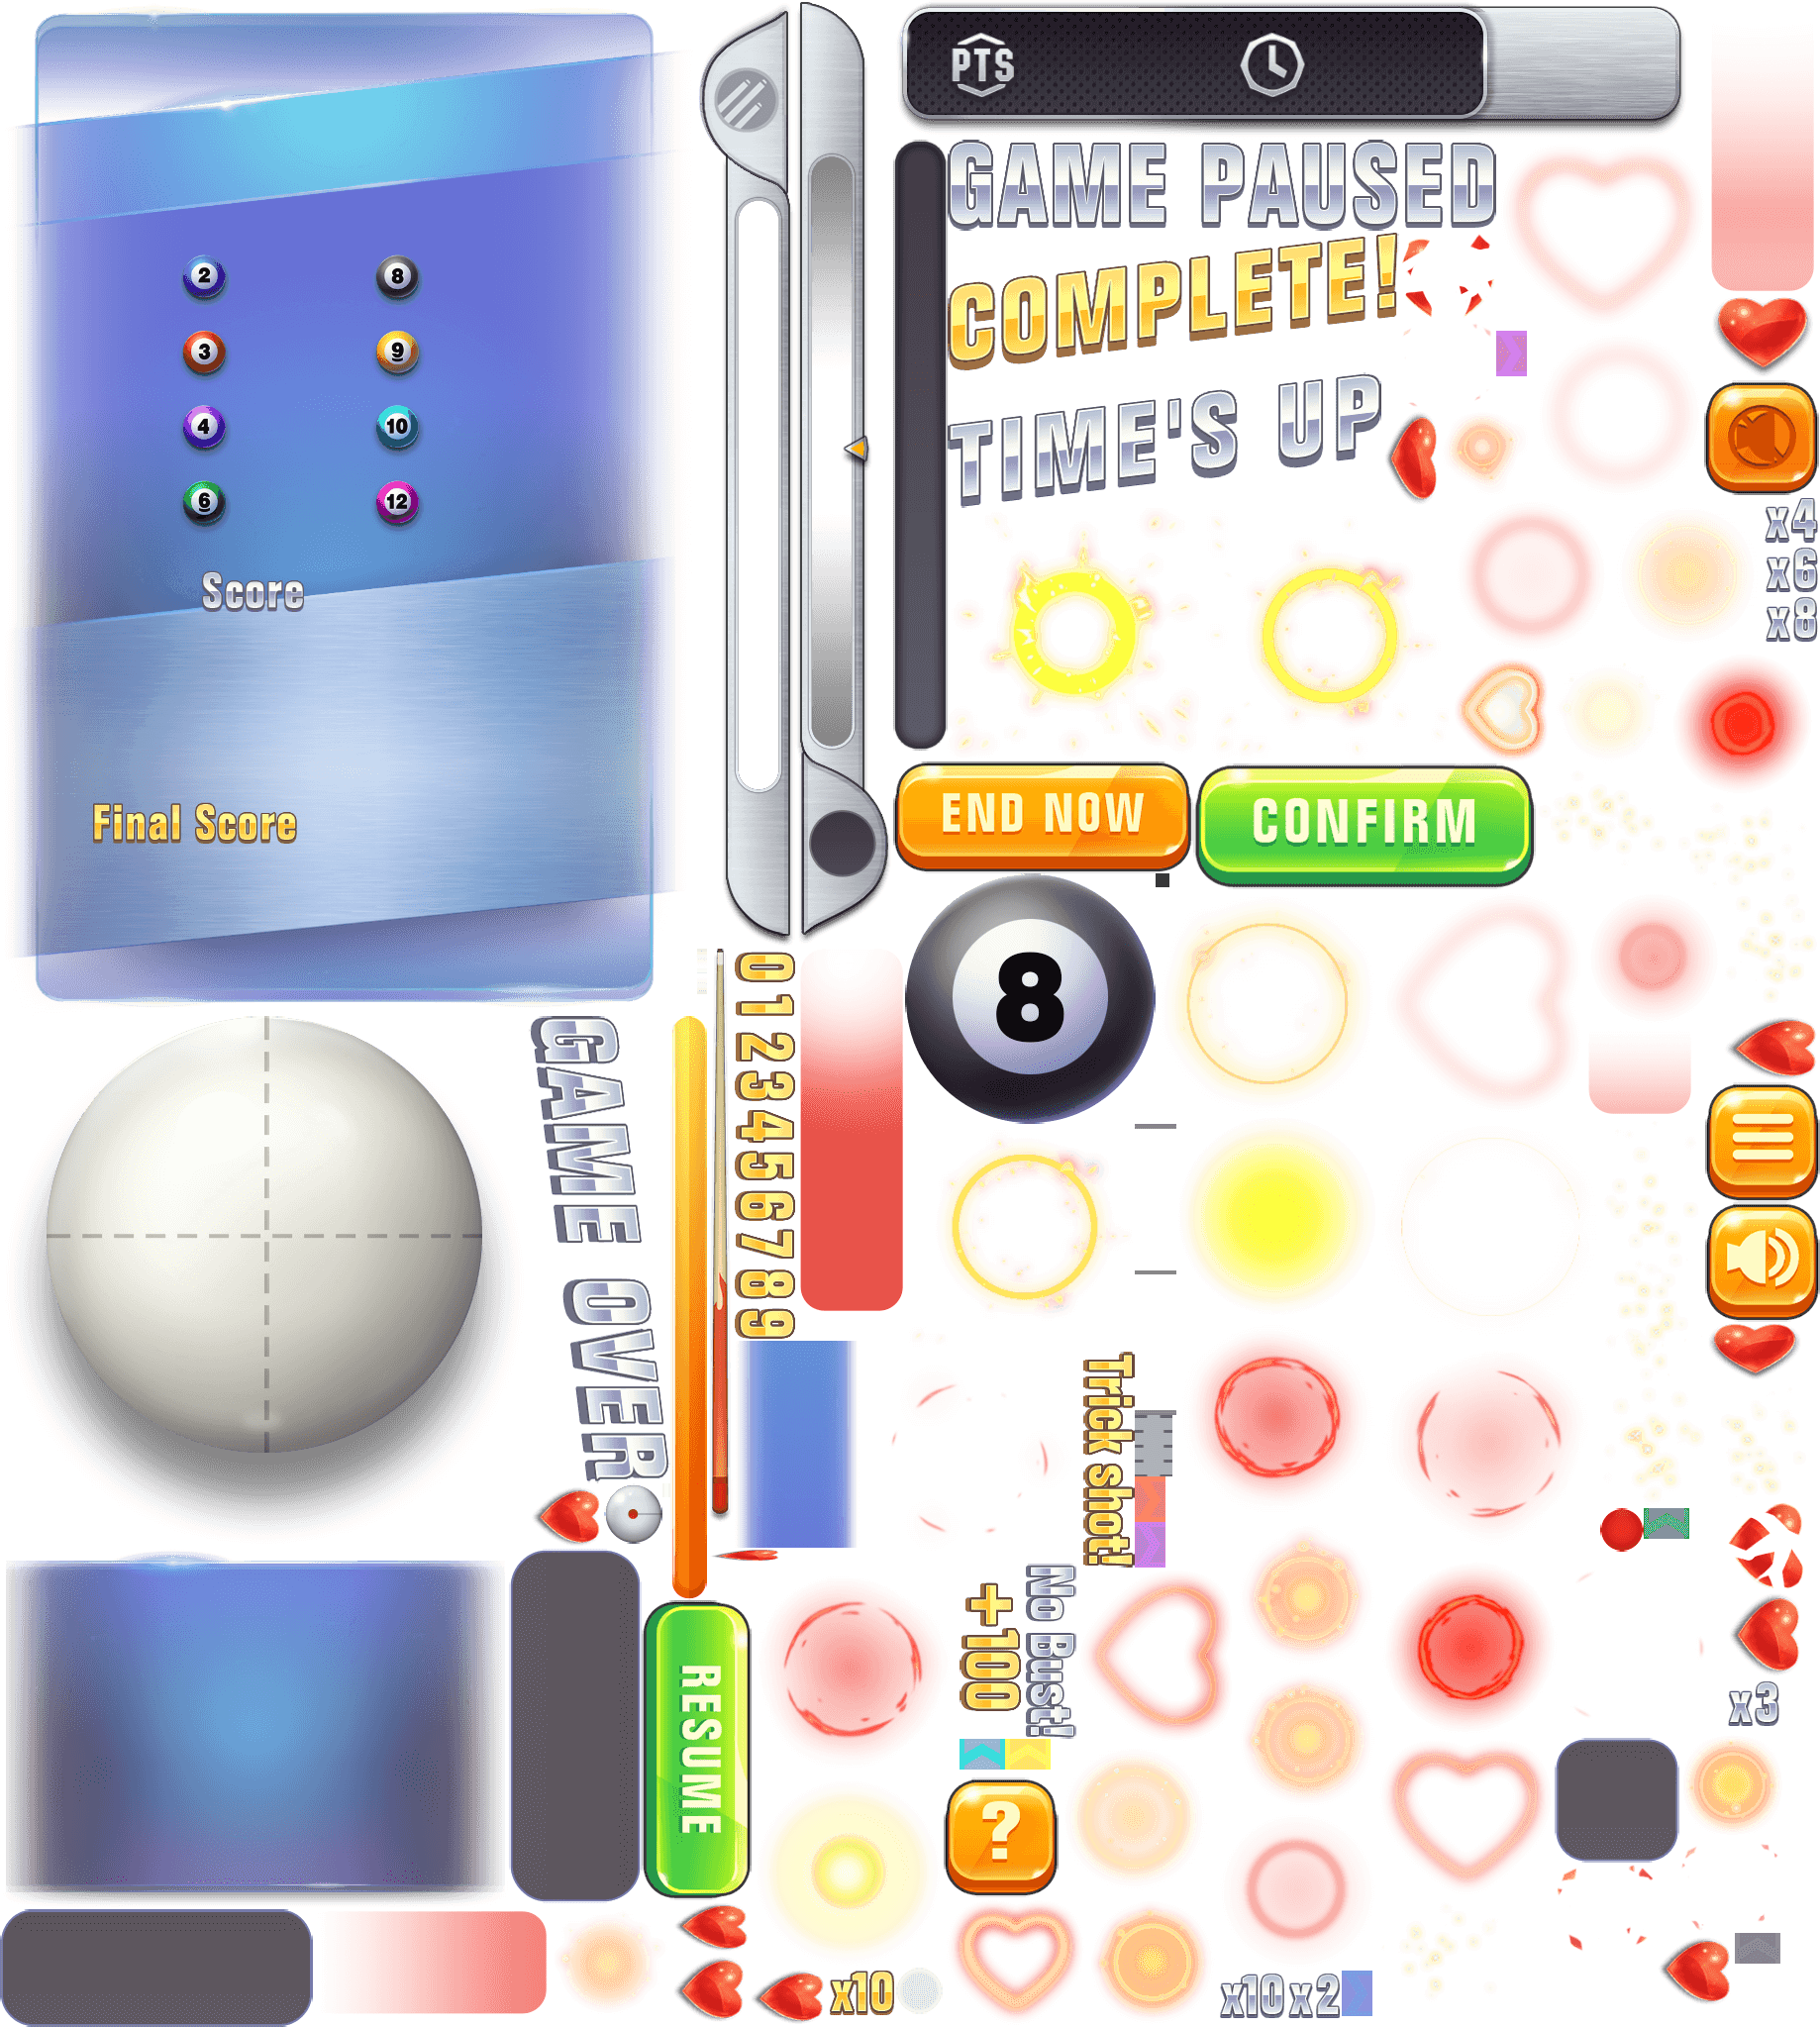 PTS
GAME PAUSED
COMPLETE!
TIME'S UP
2
8
3
9
4
10
6
12
Score
Final Score
x4
x6
x8
END NOW
CONFIRM
8
GAME OVER
0123456789
Trick shot!
No Bust!
+100
RESUME
?
x3
x10
x10
x2